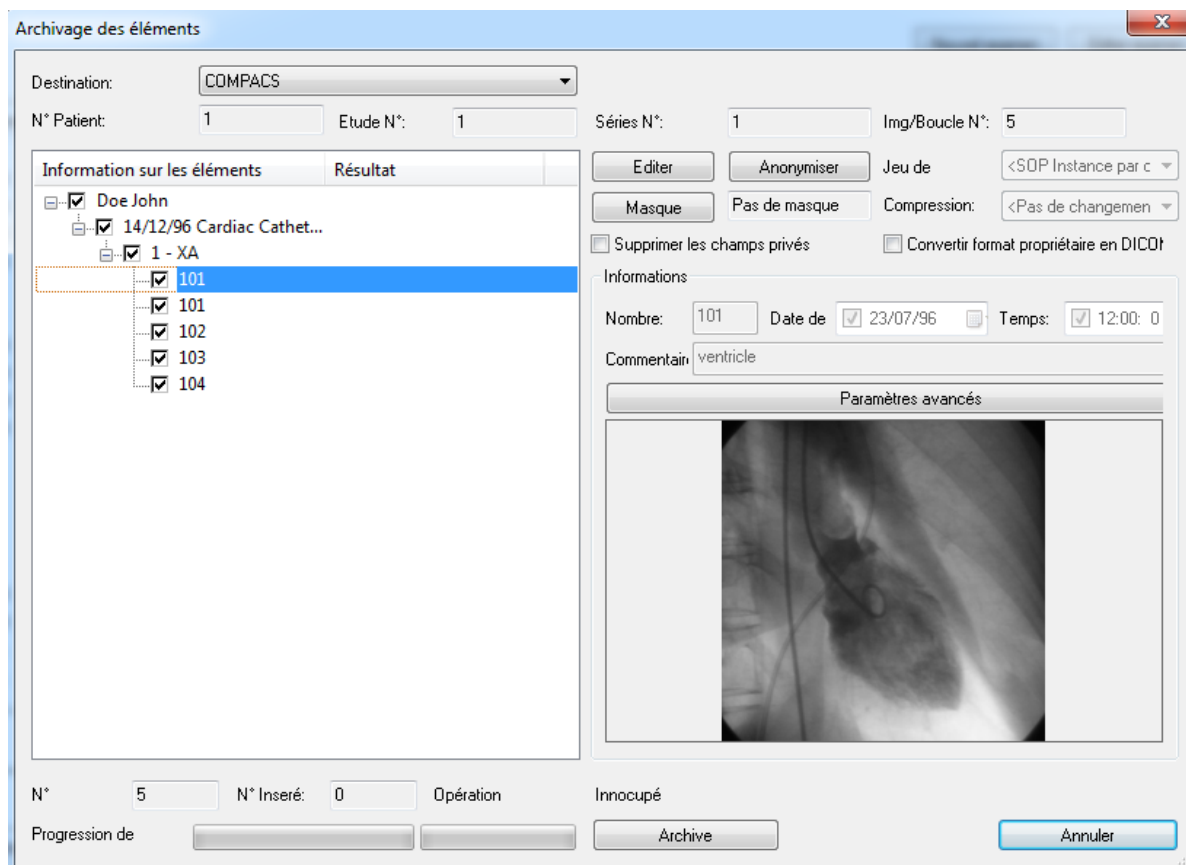 Archivage des éléments
Destination: COMPACS
N° Patient: 1 Etude N°: 1 Séries N°: 1 Img/Boucle N°: 5
Information sur les éléments Résultat
Editer Anonymiser Jeu de <SOP Instance par c
Doe John
Masque Pas de masque Compression: <Pas de changemen
14/12/96 Cardiac Cathet...
Supprimer les champs privés Convertir format propriétaire en DICOM
1 - XA
Informations
101
101
102
103
104
Nombre: 101 Date de 23/07/96 Temps: 12:00: 0
Commentair ventricle
Paramètres avancés
N° 5 N° Inseré: 0 Opération Innocupé
Progression de Archive Annuler